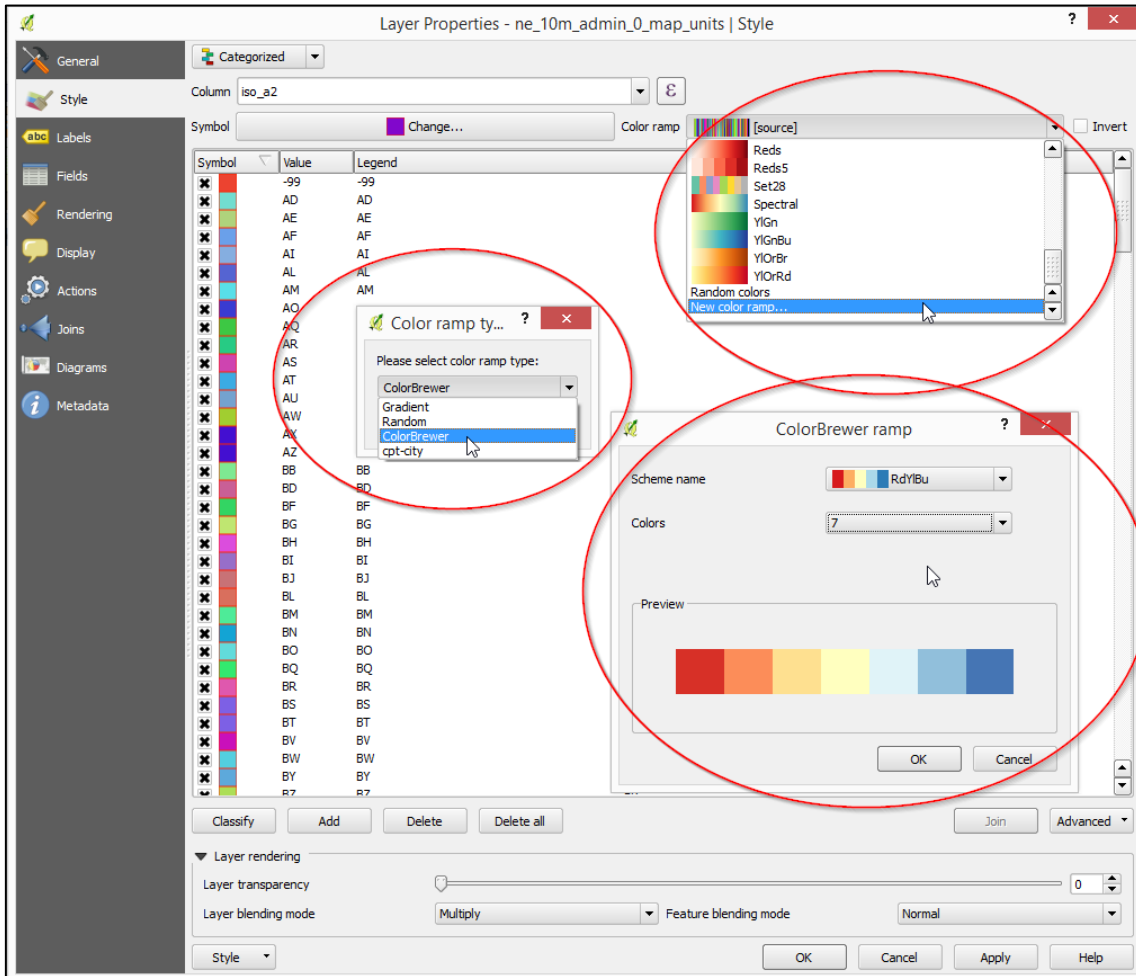 Layer Properties - ne_10m_admin_0_map_units | Style
?
General
Style
Labels
Fields
Rendering
Display
Actions
Joins
Diagrams
Metadata
abc
Categorized
Column iso_a2 ε
Symbol Change... Color ramp [source] Invert
Symbol Value Legend
-99 -99
AD AD
AE AE
AF AF
AI AI
AL AL
AM AM
AO
AQ
AR
AS
AT
AU
AW
AX
AZ
BB BB
BD BD
BF BF
BG BG
BH BH
BI BI
BJ BJ
BL BL
BM BM
BN BN
BO BO
BQ BQ
BR BR
BS BS
BT BT
BV BV
BW BW
BY BY
BZ BZ
Reds
Reds5
Set28
Spectral
YlGn
YlGnBu
YlOrBr
YlOrRd
Random colors
New color ramp...
Color ramp ty... ?
Please select color ramp type:
ColorBrewer
Gradient
Random
ColorBrewer
cpt-city
ColorBrewer ramp ?
Scheme name RdYlBu
Colors 7
Preview
OK Cancel
Classify Add Delete Delete all Join Advanced
Layer rendering
Layer transparency 0
Layer blending mode Multiply Feature blending mode Normal
Style OK Cancel Apply Help